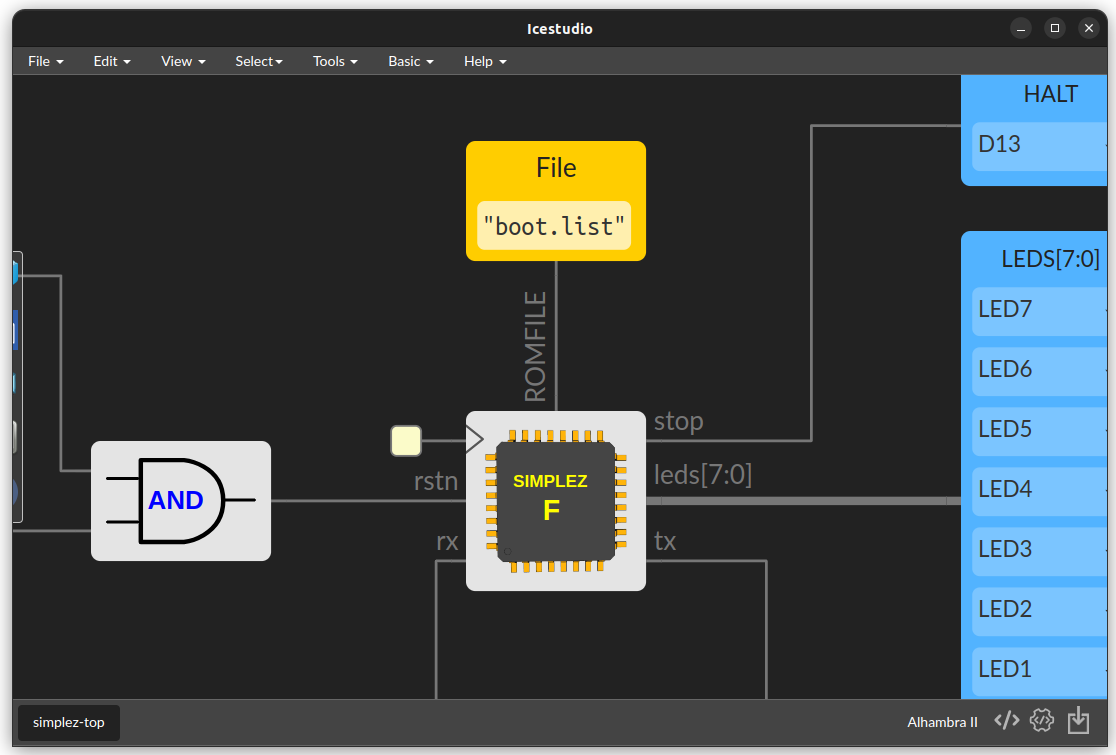 Icestudio
File Edit View Select Tools Basic Help
HALT
D13
File
"boot.list"
LEDS[7:0]
LED7
ROMFILE
LED6
stop
LED5
leds[7:0]
rstn
SIMPLEZ
F
AND
LED4
rx
tx
LED3
LED2
LED1
simplez-top
Alhambra II